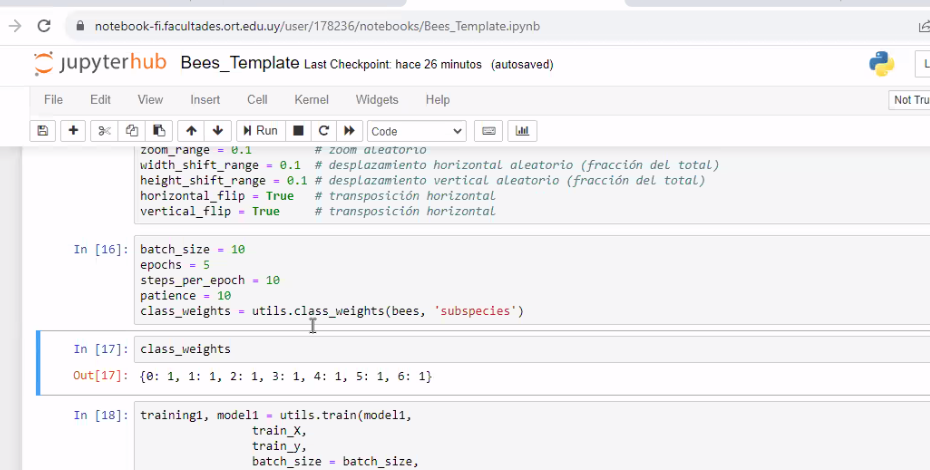 notebook-fi.facultades.ort.edu.uy/user/178236/notebooks/Bees_Template.ipynb
jupyterhub Bees_Template Last Checkpoint: hace 26 minutos (autosaved)
File Edit View Insert Cell Kernel Widgets Help
Not Tru
Run Code
zoom_range = 0.1 # zoom aleatorio
width_shift_range = 0.1 # desplazamiento horizontal aleatorio (fracción del total)
height_shift_range = 0.1 # desplazamiento vertical aleatorio (fracción del total)
horizontal_flip = True # transposición horizontal
vertical_flip = True # transposición horizontal
In [16]: batch_size = 10
epochs = 5
steps_per_epoch = 10
patience = 10
class_weights = utils.class_weights(bees, 'subspecies')
In [17]: class_weights
Out[17]: {0: 1, 1: 1, 2: 1, 3: 1, 4: 1, 5: 1, 6: 1}
In [18]: training1, model1 = utils.train(model1,
train_X,
train_y,
batch_size = batch_size,